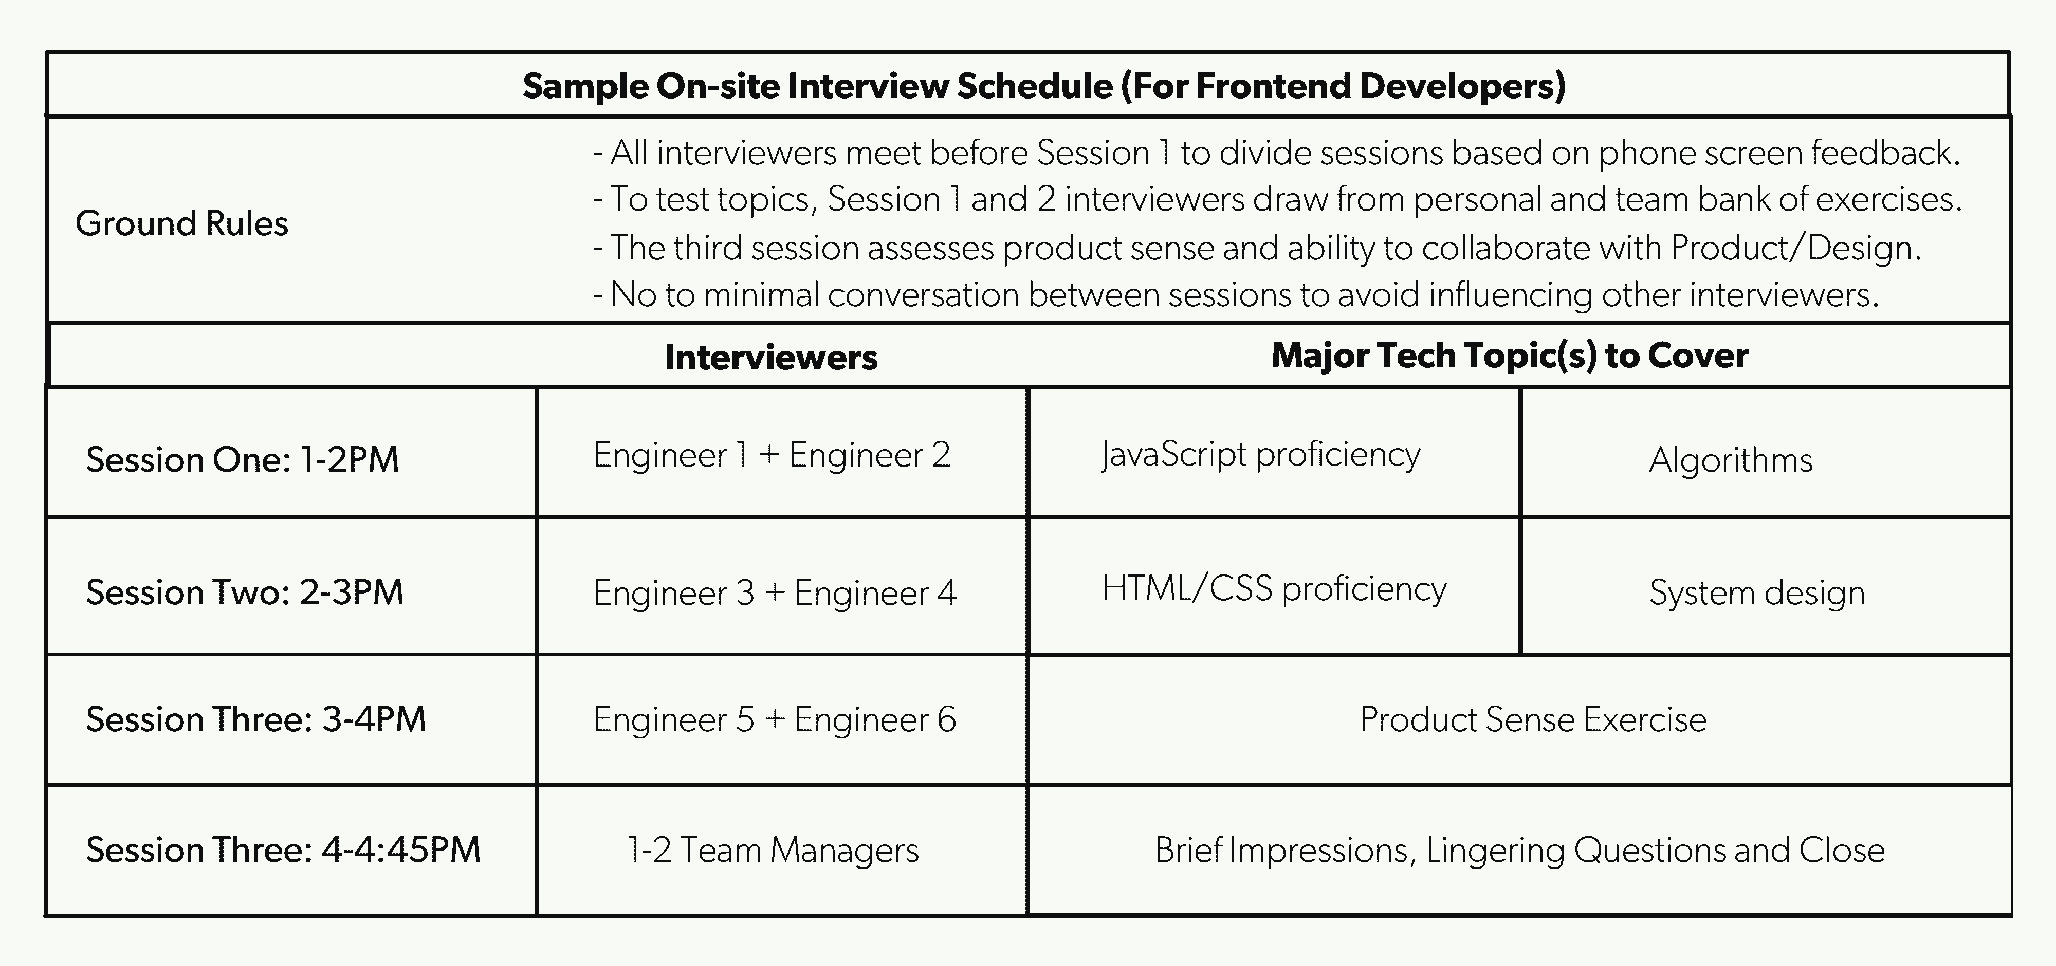 Sample On-site Interview Schedule (For Frontend Developers)
Ground Rules
- All interviewers meet before Session 1 to divide sessions based on phone screen feedback.
- To test topics, Session 1 and 2 interviewers draw from personal and team bank of exercises.
- The third session assesses product sense and ability to collaborate with Product/Design.
- No to minimal conversation between sessions to avoid influencing other interviewers.
Interviewers
Major Tech Topic(s) to Cover
Session One: 1-2PM
Engineer 1 + Engineer 2
JavaScript proficiency
Algorithms
Session Two: 2-3PM
Engineer 3 + Engineer 4
HTML/CSS proficiency
System design
Session Three: 3-4PM
Engineer 5 + Engineer 6
Product Sense Exercise
Session Three: 4-4:45PM
1-2 Team Managers
Brief Impressions, Lingering Questions and Close